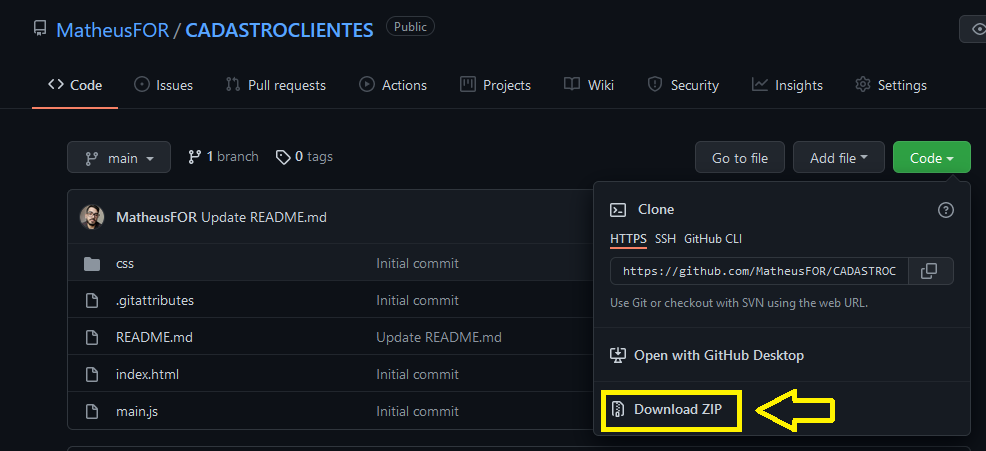 MatheusFOR / CADASTROCLIENTES Public
Code Issues Pull requests Actions Projects Wiki Security Insights Settings
main 1 branch 0 tags Go to file Add file Code
MatheusFOR Update README.md
css Initial commit
.gitattributes Initial commit
README.md Update README.md
index.html Initial commit
main.js Initial commit
Clone
HTTPS SSH GitHub CLI
https://github.com/MatheusFOR/CADASTROC
Use Git or checkout with SVN using the web URL.
Open with GitHub Desktop
Download ZIP